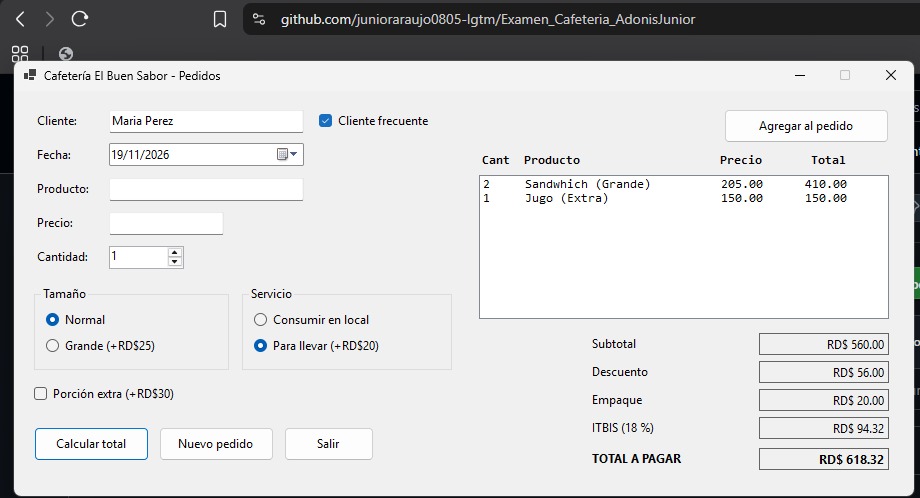 github.com/junioraraujo0805-lgtm/Examen_Cafeteria_AdonisJunior
Cafetería El Buen Sabor - Pedidos
Cliente: Maria Perez
Cliente frecuente
Agregar al pedido
Fecha: 19/11/2026
Producto:
Precio:
Cantidad: 1
Cant Producto Precio Total
2 Sandwhich (Grande) 205.00 410.00
1 Jugo (Extra) 150.00 150.00
Tamaño
Normal
Grande (+RD$25)
Servicio
Consumir en local
Para llevar (+RD$20)
Porción extra (+RD$30)
Calcular total
Nuevo pedido
Salir
Subtotal RD$ 560.00
Descuento RD$ 56.00
Empaque RD$ 20.00
ITBIS (18 %) RD$ 94.32
TOTAL A PAGAR RD$ 618.32